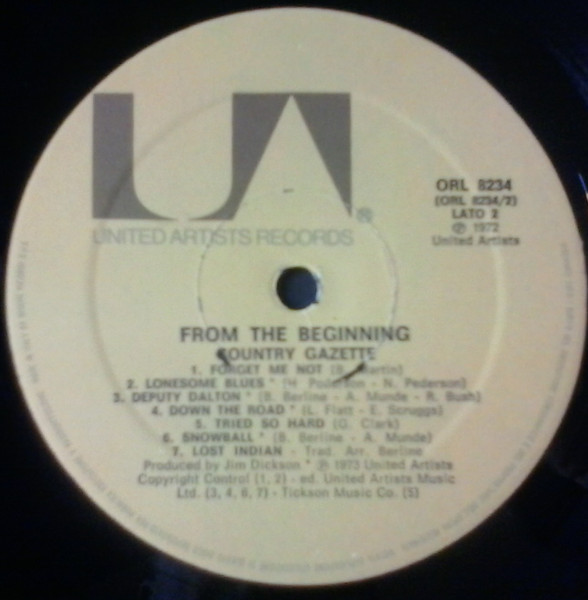 UA
®
UNITED ARTISTS RECORDS
ORL 8234
(ORL 8234/2)
LATO 2
℗ 1972
United Artists
FROM THE BEGINNING
COUNTRY GAZETTE
1. FORGET ME NOT (B. Martin)
2. LONESOME BLUES * (H. Pederson - N. Pederson)
3. DEPUTY DALTON * (B. Berline - A. Munde - R. Bush)
4. DOWN THE ROAD * (L. Flatt - E. Scruggs)
5. TRIED SO HARD (G. Clark)
6. SNOWBALL * (B. Berline - A. Munde)
7. LOST INDIAN - Trad. Arr. Berline
Produced by Jim Dickson * ℗ 1973 United Artists
Copyright Control (1, 2) - ed. United Artists Music
Ltd. (3, 4, 6, 7) - Tickson Music Co. (5)